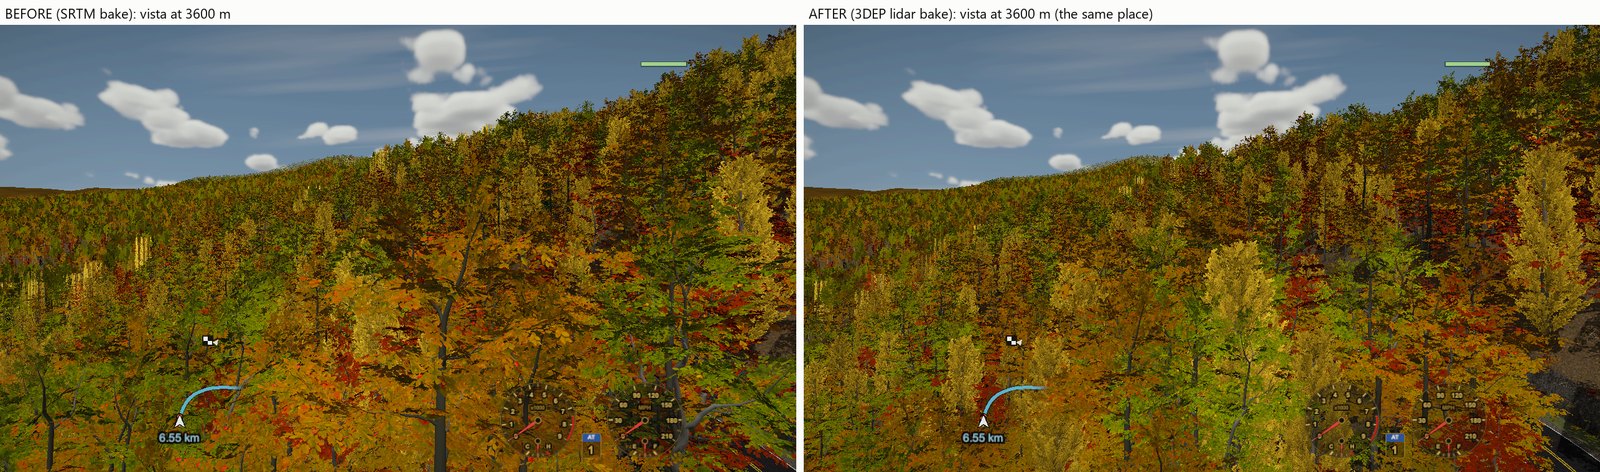 BEFORE (SRTM bake): vista at 3600 m
AFTER (3DEP lidar bake): vista at 3600 m (the same place)
6.55 km
AT
1
6.55 km
AT
1